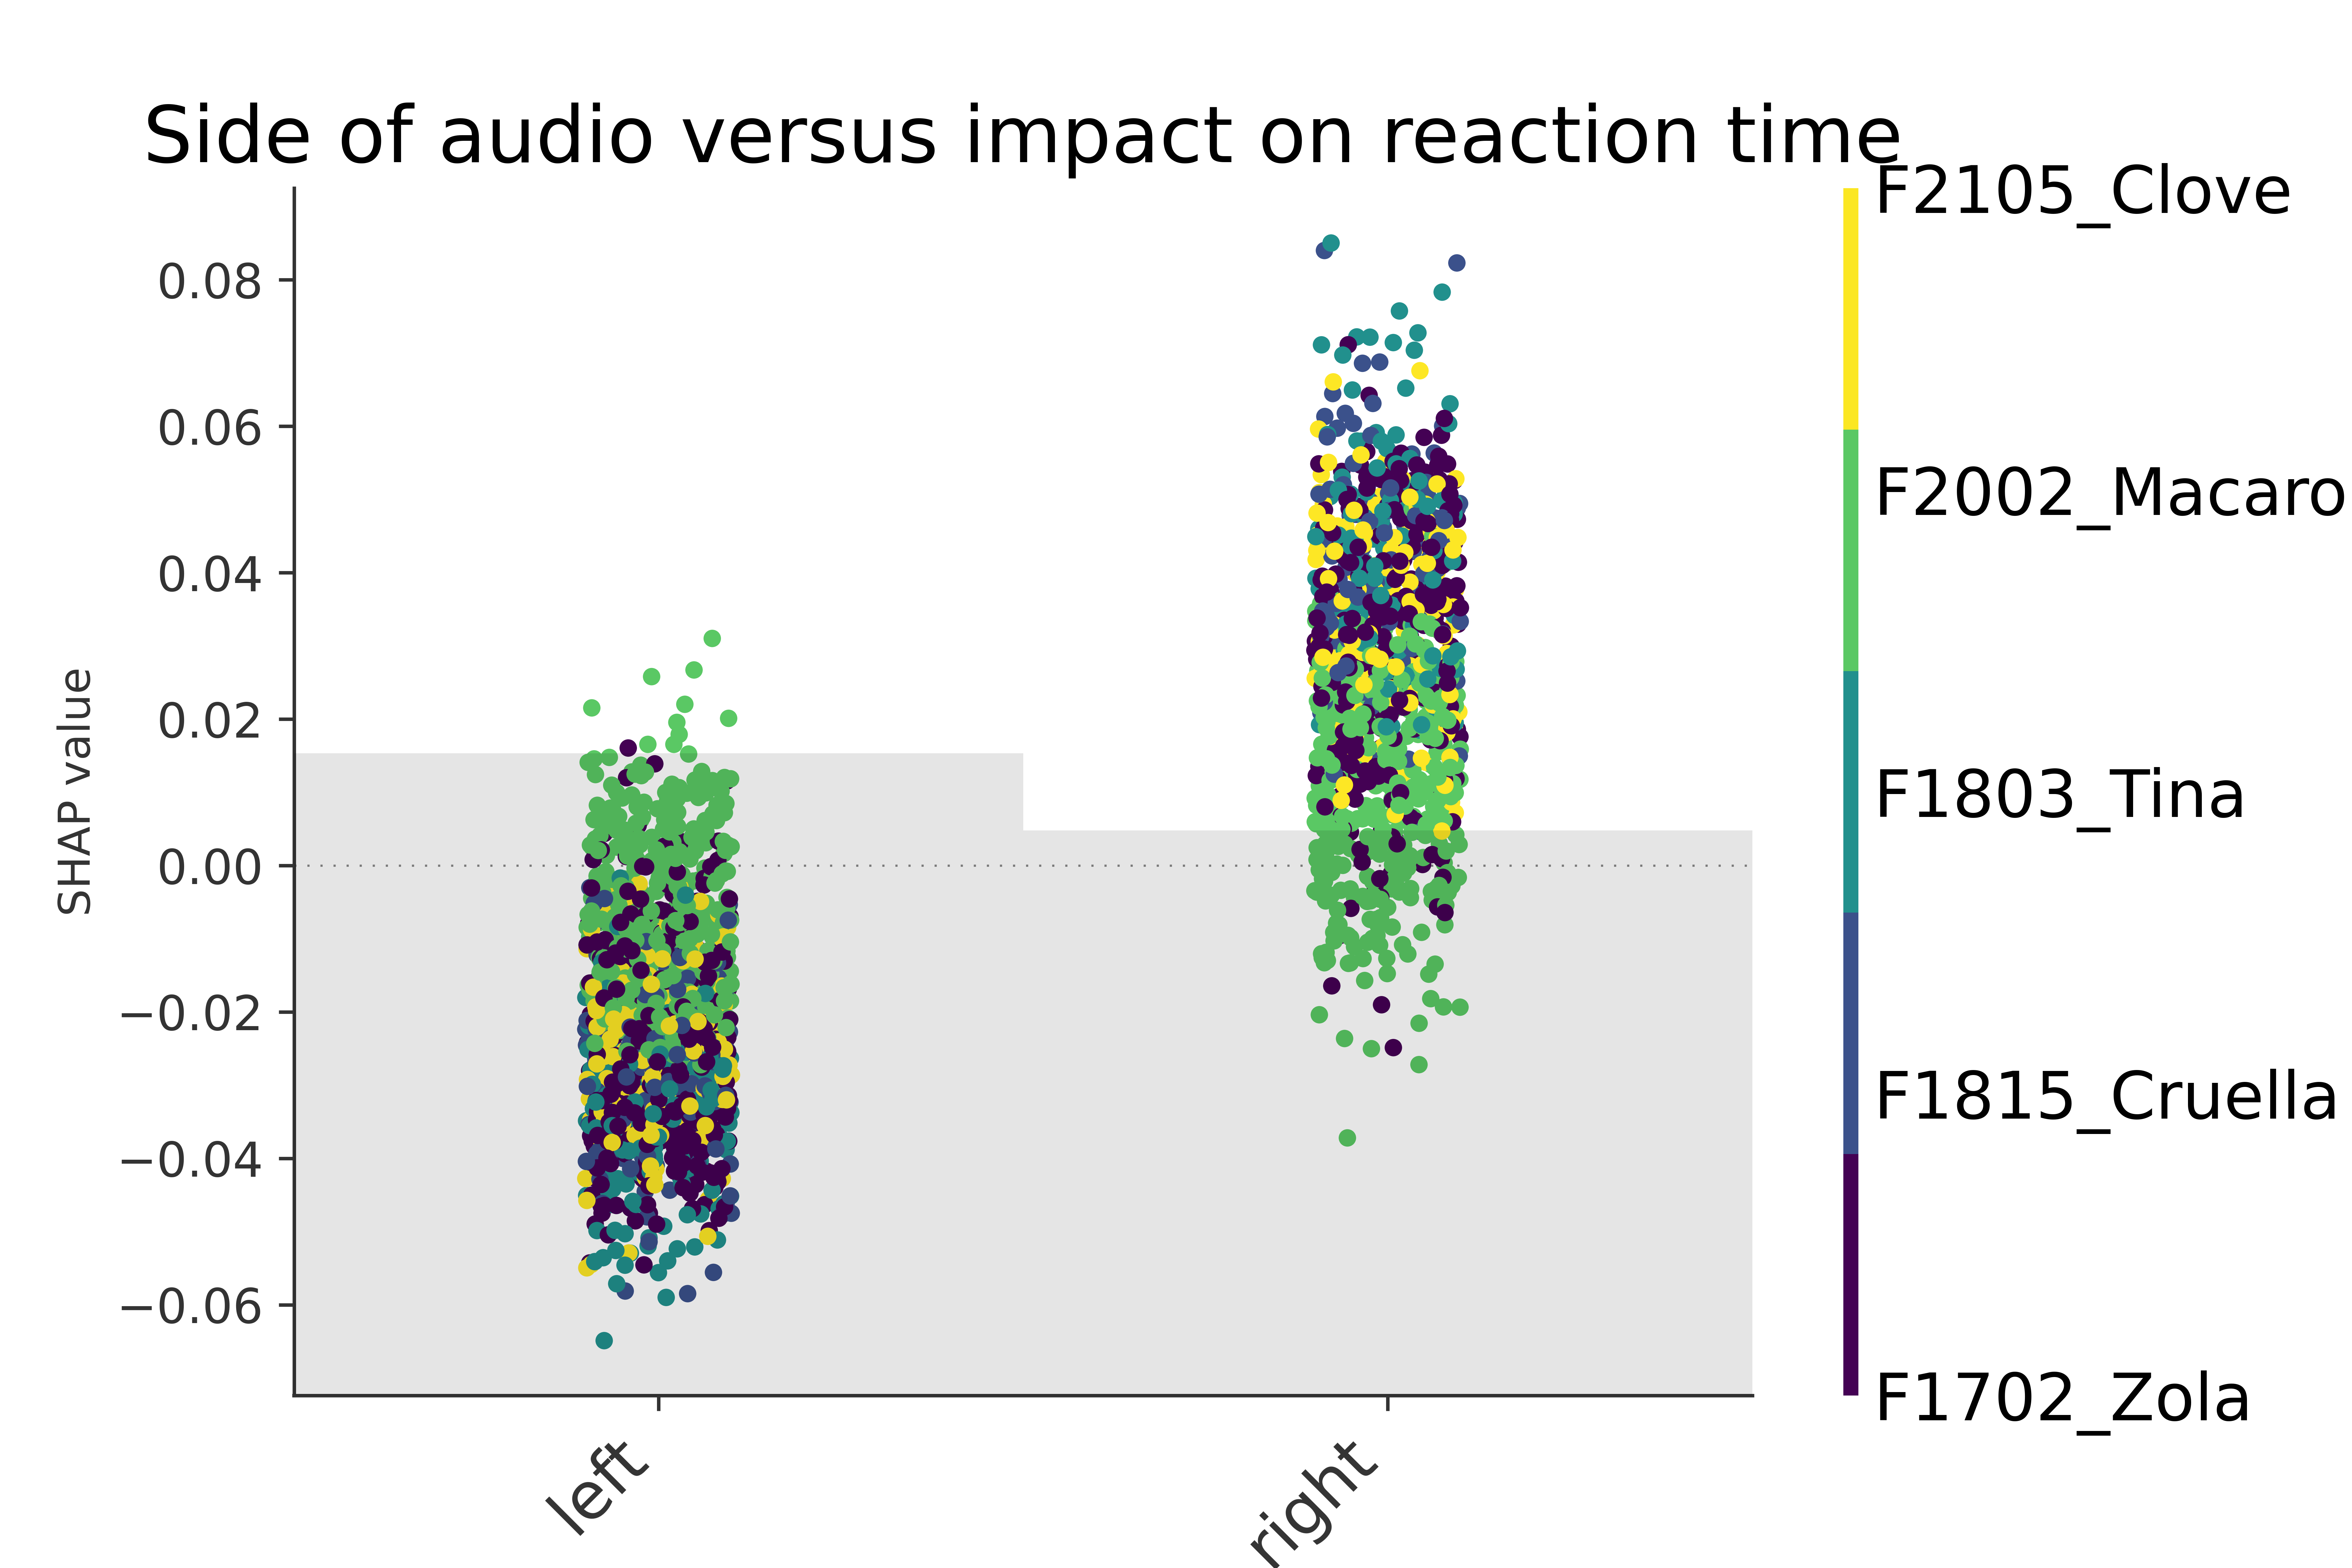 Side of audio versus impact on reaction time
SHAP value
0.08
0.06
0.04
0.02
0.00
−0.02
−0.04
−0.06
left
right
F2105_Clove
F2002_Macaro
F1803_Tina
F1815_Cruella
F1702_Zola